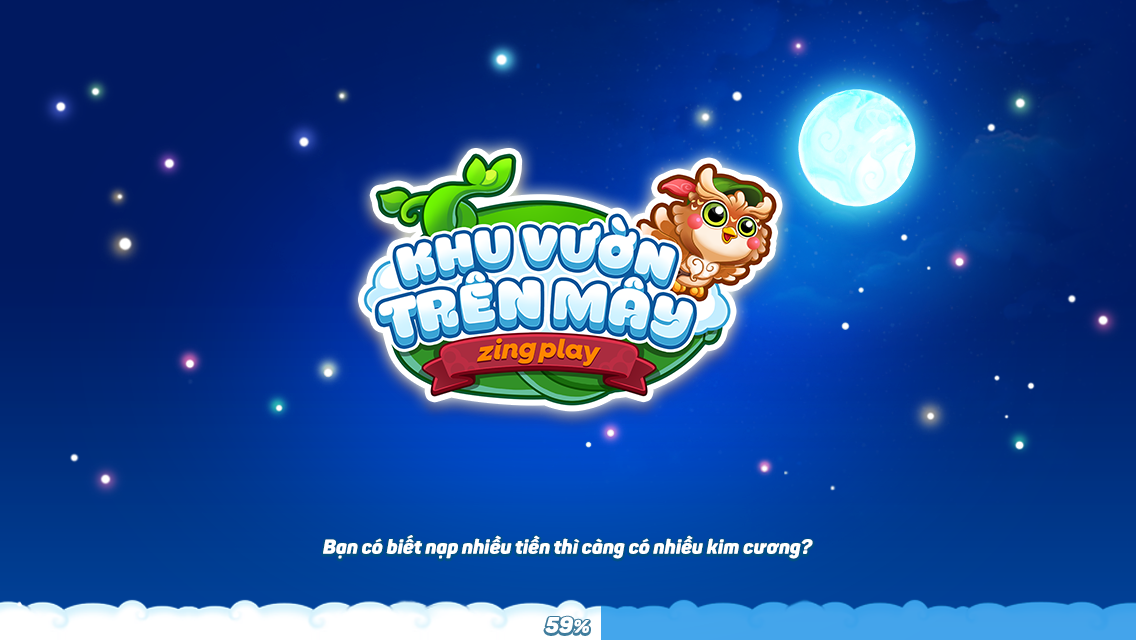 KHU VƯỜN
TRÊN MÂY
zing play
Bạn có biết nạp nhiều tiền thì càng có nhiều kim cương?
59%